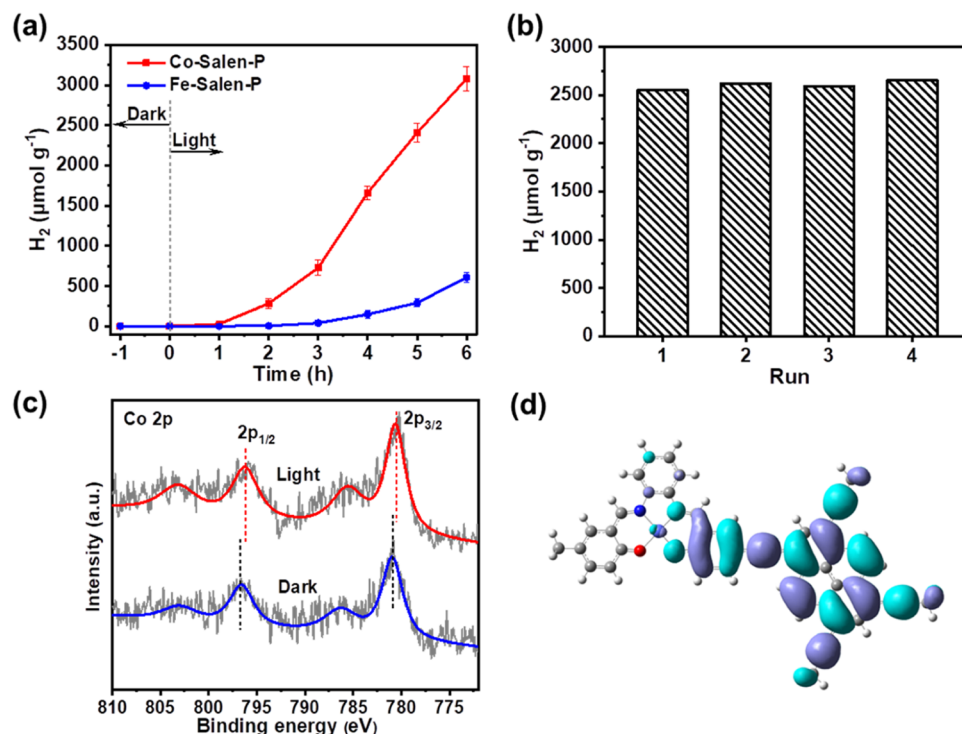 (a)
3500
3000
2500
2000
1500
1000
500
0
H₂ (μmol g⁻¹)
Co-Salen-P
Fe-Salen-P
Dark
Light
-1 0 1 2 3 4 5 6
Time (h)
(b)
3000
2500
2000
1500
1000
500
0
H₂ (μmol g⁻¹)
1 2 3 4
Run
(c)
Co 2p
2p₁/₂
2p₃/₂
Light
Dark
Intensity (a.u.)
810 805 800 795 790 785 780 775
Binding energy (eV)
(d)